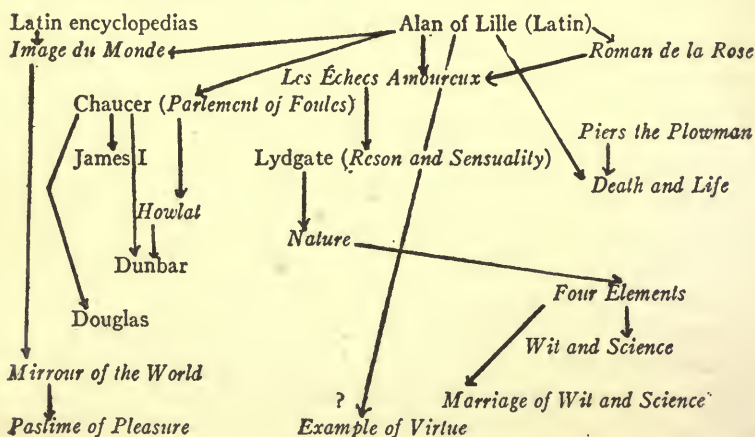 Latin encyclopedias
Alan of Lille (Latin)
Image du Monde
Roman de la Rose
Les Échecs Amoureux
Chaucer (Parlement of Foules)
Piers the Plowman
James I
Lydgate (Reson and Sensuality)
Death and Life
Howlat
Nature
Dunbar
Four Elements
Douglas
Wit and Science
Mirrour of the World
? Marriage of Wit and Science
Pastime of Pleasure
Example of Virtue